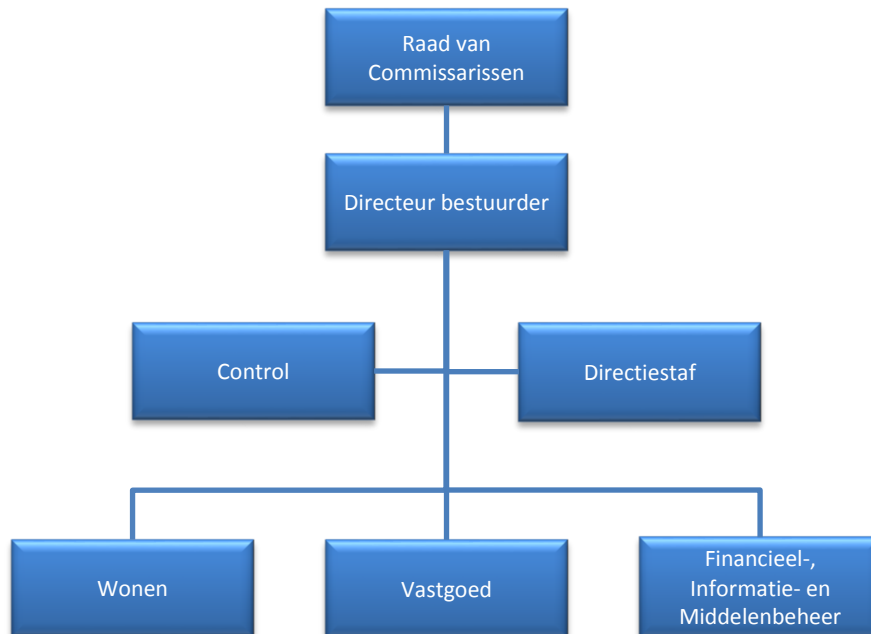 Raad van
Commissarissen
Directeur bestuurder
Control
Directiestaf
Wonen
Vastgoed
Financieel-,
Informatie- en
Middelenbeheer